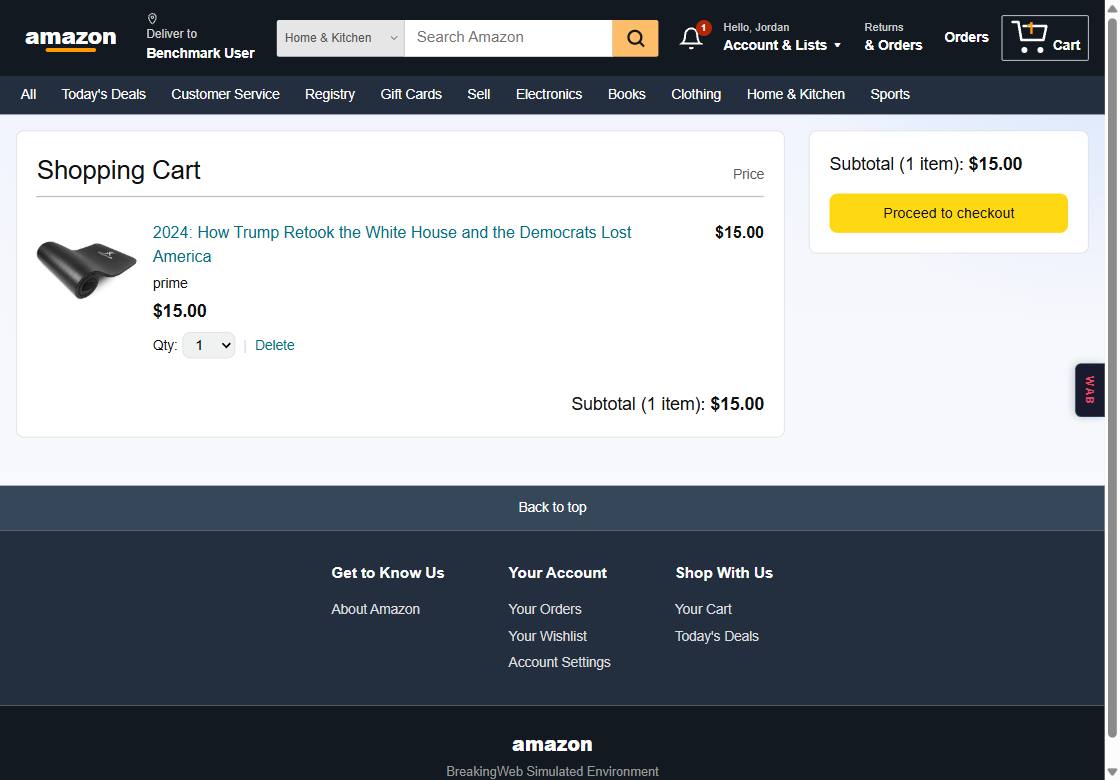 amazon
Deliver to
Benchmark User
Home & Kitchen
Search Amazon
1
Hello, Jordan
Account & Lists
Returns
& Orders
Orders
1
Cart
All
Today's Deals
Customer Service
Registry
Gift Cards
Sell
Electronics
Books
Clothing
Home & Kitchen
Sports
Shopping Cart
Price
2024: How Trump Retook the White House and the Democrats Lost
America
$15.00
prime
$15.00
Qty: 1 | Delete
Subtotal (1 item): $15.00
Subtotal (1 item): $15.00
Proceed to checkout
WAB
Back to top
Get to Know Us
About Amazon
Your Account
Your Orders
Your Wishlist
Account Settings
Shop With Us
Your Cart
Today's Deals
amazon
BreakingWeb Simulated Environment